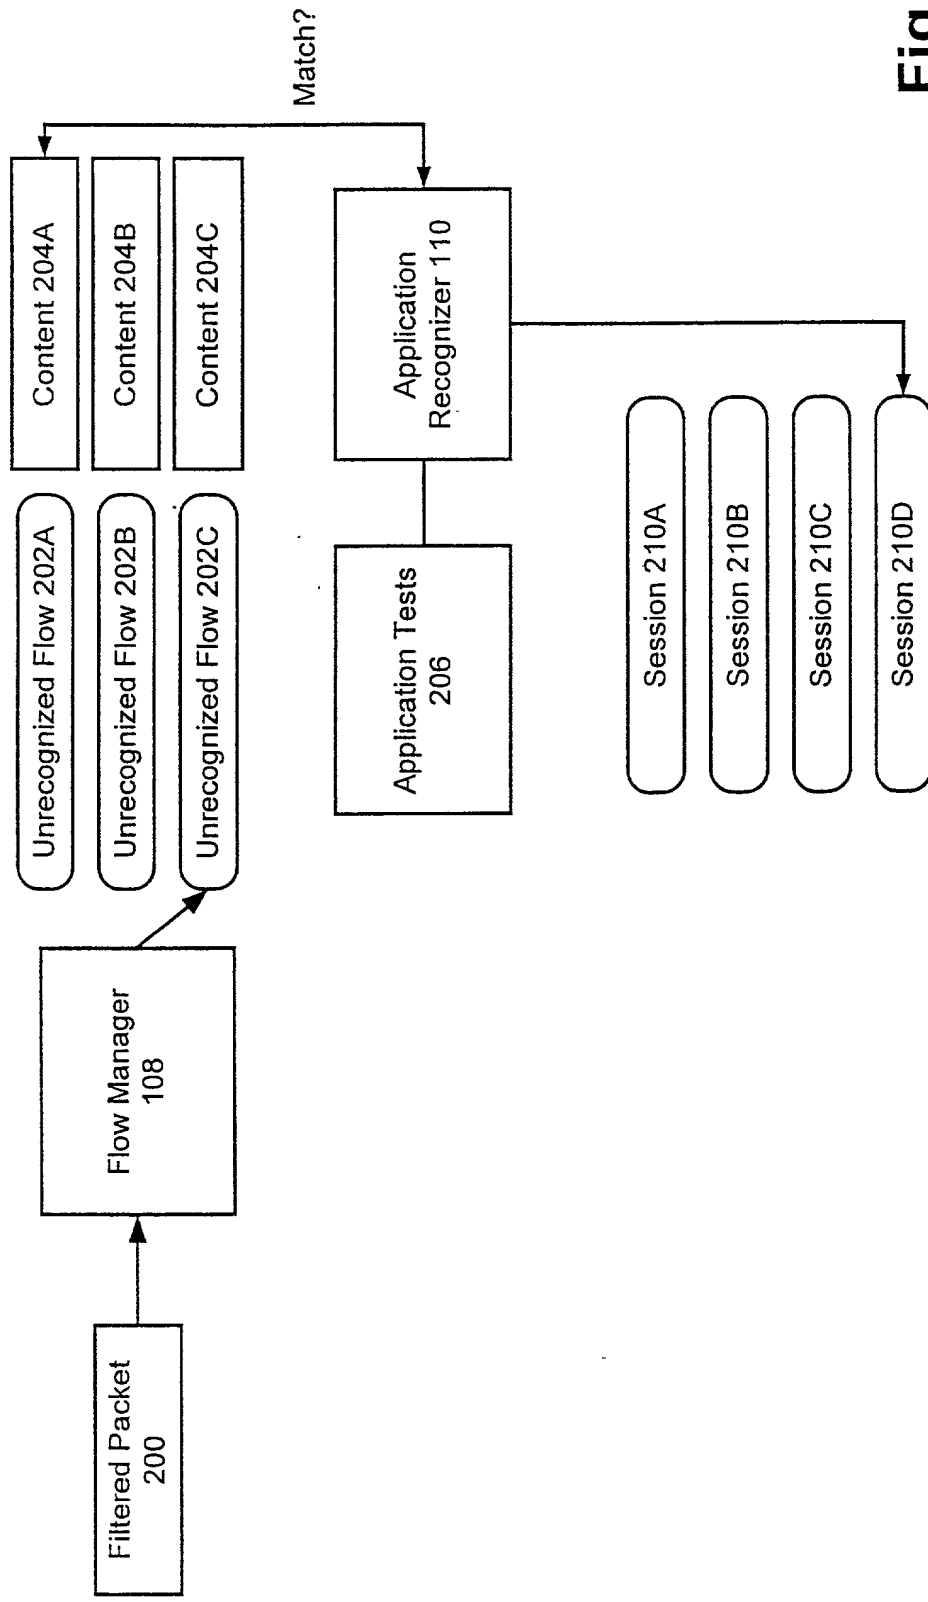 Filtered Packet
200
Flow Manager
108
Unrecognized Flow 202A
Unrecognized Flow 202B
Unrecognized Flow 202C
Content 204A
Content 204B
Content 204C
Match?
Application Tests
206
Application
Recognizer 110
Session 210A
Session 210B
Session 210C
Session 210D
Fig